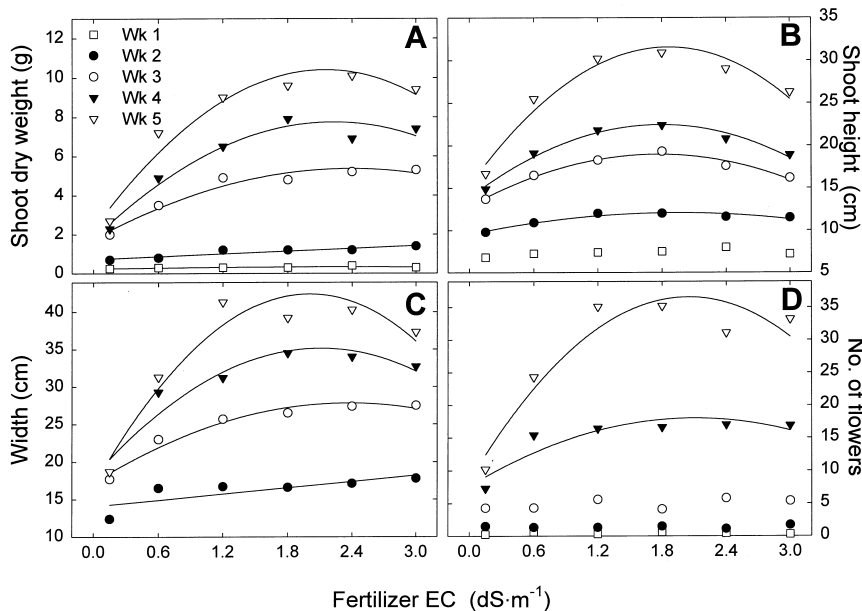 A
12
10
8
6
4
2
0
Shoot dry weight (g)
Wk 1
Wk 2
Wk 3
Wk 4
Wk 5
B
35
30
25
20
15
10
5
Shoot height (cm)
C
40
35
30
25
20
15
10
Width (cm)
0.0 0.6 1.2 1.8 2.4 3.0
D
35
30
25
20
15
10
5
0
No. of flowers
0.0 0.6 1.2 1.8 2.4 3.0
Fertilizer EC (dS·m⁻¹)